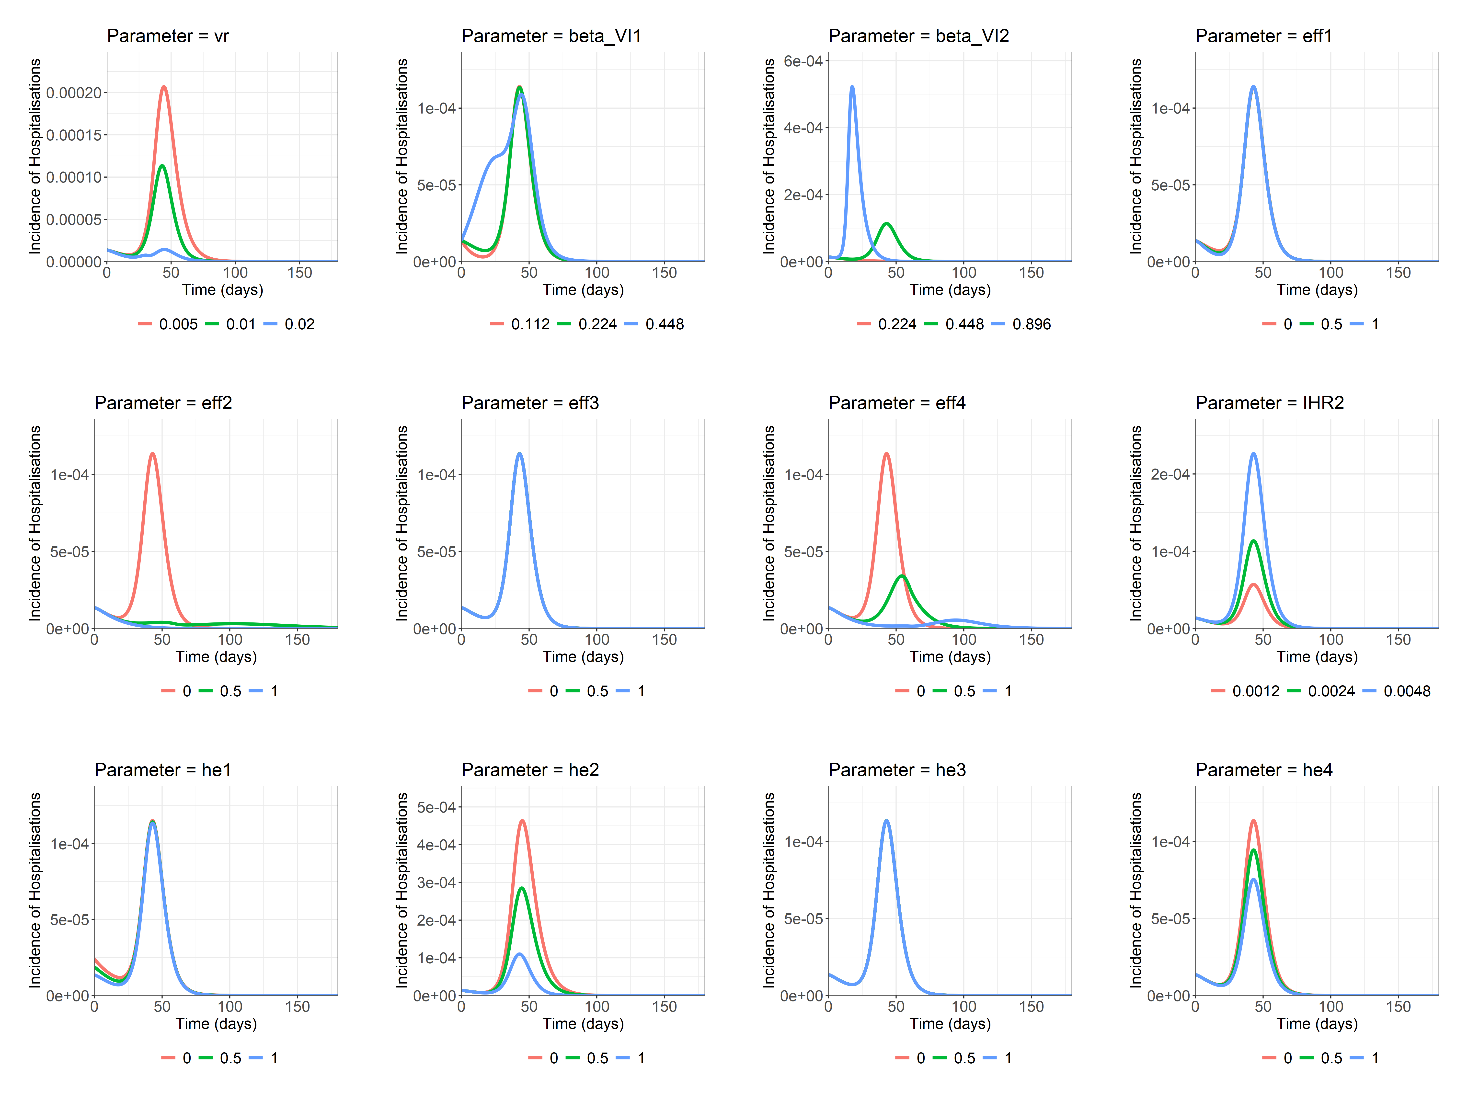 Parameter = vr
Incidence of Hospitalisations
0.00020
0.00015
0.00010
0.00005
0.00000
0 50 100 150
Time (days)
0.005 0.01 0.02
Parameter = beta_VI1
Incidence of Hospitalisations
1e-04
5e-05
0e+00
0 50 100 150
Time (days)
0.112 0.224 0.448
Parameter = beta_VI2
Incidence of Hospitalisations
6e-04
4e-04
2e-04
0e+00
0 50 100 150
Time (days)
0.224 0.448 0.896
Parameter = eff1
Incidence of Hospitalisations
1e-04
5e-05
0e+00
0 50 100 150
Time (days)
0 0.5 1
Parameter = eff2
Incidence of Hospitalisations
1e-04
5e-05
0e+00
0 50 100 150
Time (days)
0 0.5 1
Parameter = eff3
Incidence of Hospitalisations
1e-04
5e-05
0e+00
0 50 100 150
Time (days)
0 0.5 1
Parameter = eff4
Incidence of Hospitalisations
1e-04
5e-05
0e+00
0 50 100 150
Time (days)
0 0.5 1
Parameter = IHR2
Incidence of Hospitalisations
2e-04
1e-04
0e+00
0 50 100 150
Time (days)
0.0012 0.0024 0.0048
Parameter = he1
Incidence of Hospitalisations
1e-04
5e-05
0e+00
0 50 100 150
Time (days)
0 0.5 1
Parameter = he2
Incidence of Hospitalisations
5e-04
4e-04
3e-04
2e-04
1e-04
0e+00
0 50 100 150
Time (days)
0 0.5 1
Parameter = he3
Incidence of Hospitalisations
1e-04
5e-05
0e+00
0 50 100 150
Time (days)
0 0.5 1
Parameter = he4
Incidence of Hospitalisations
1e-04
5e-05
0e+00
0 50 100 150
Time (days)
0 0.5 1